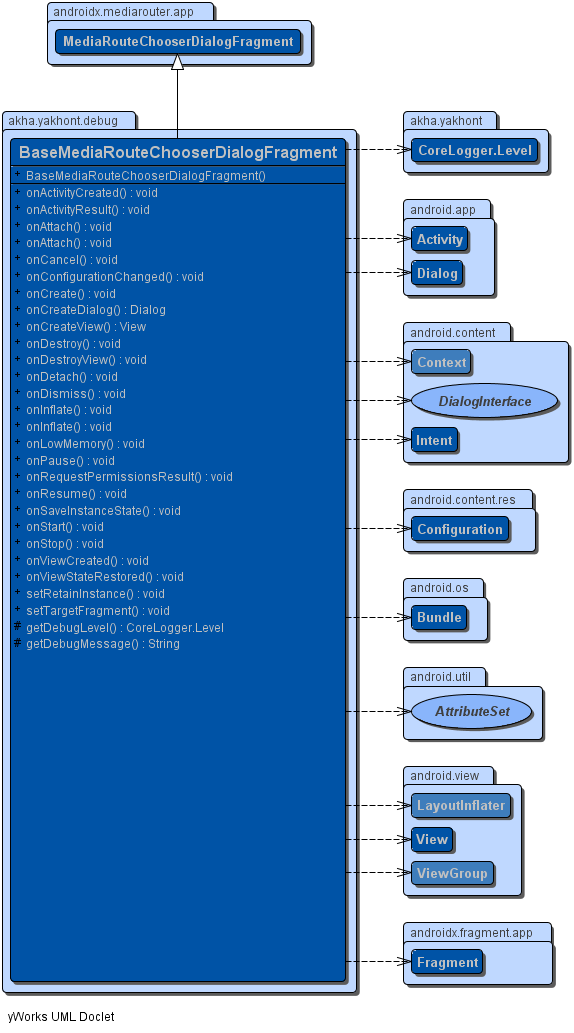 androidx.mediarouter.app
MediaRouteChooserDialogFragment
akha.yakhont.debug
BaseMediaRouteChooserDialogFragment
+ BaseMediaRouteChooserDialogFragment()
+ onActivityCreated() : void
+ onActivityResult() : void
+ onAttach() : void
+ onAttach() : void
+ onCancel() : void
+ onConfigurationChanged() : void
+ onCreate() : void
+ onCreateDialog() : Dialog
+ onCreateView() : View
+ onDestroy() : void
+ onDestroyView() : void
+ onDetach() : void
+ onDismiss() : void
+ onInflate() : void
+ onInflate() : void
+ onLowMemory() : void
+ onPause() : void
+ onRequestPermissionsResult() : void
+ onResume() : void
+ onSaveInstanceState() : void
+ onStart() : void
+ onStop() : void
+ onViewCreated() : void
+ onViewStateRestored() : void
+ setRetainInstance() : void
+ setTargetFragment() : void
# getDebugLevel() : CoreLogger.Level
# getDebugMessage() : String
akha.yakhont
CoreLogger.Level
android.app
Activity
Dialog
android.content
Context
DialogInterface
Intent
android.content.res
Configuration
android.os
Bundle
android.util
AttributeSet
android.view
LayoutInflater
View
ViewGroup
androidx.fragment.app
Fragment
yWorks UML Doclet